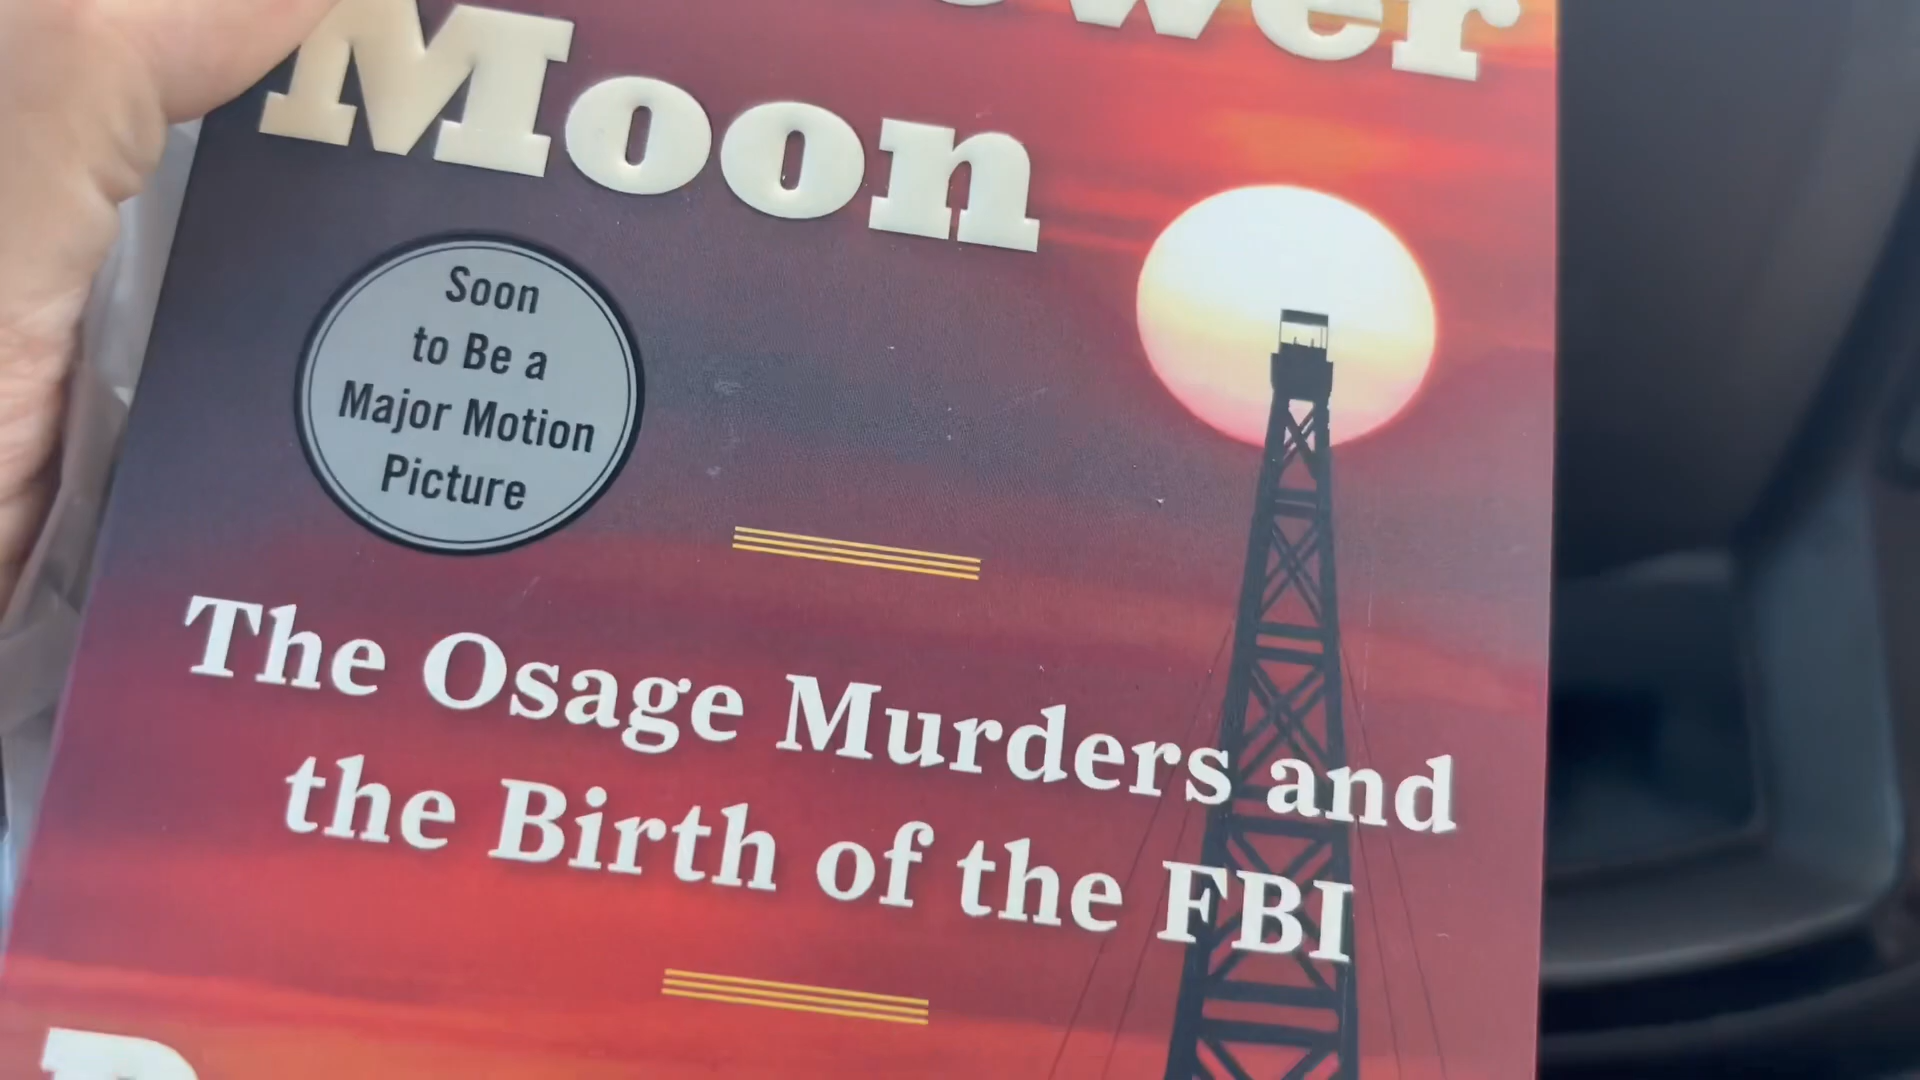 Moon
Soon
to Be a
Major Motion
Picture
The Osage Murders and
the Birth of the FBI